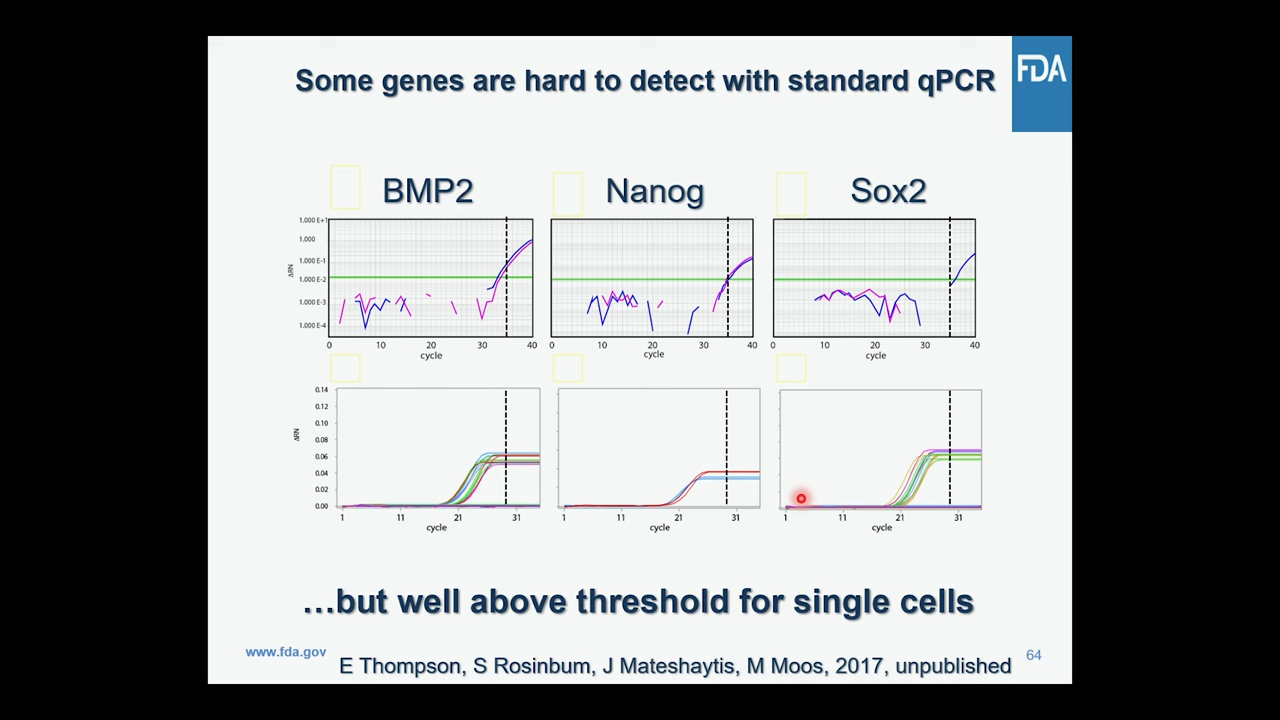 Some genes are hard to detect with standard qPCR
FDA
BMP2 Nanog Sox2
1.000 E+1
1.000
1.000 E-1
1.000 E-2
1.000 E-3
1.000 E-4
ΔRN
0 10 20 30 40
cycle
0 10 20 30 40
cycle
0 10 20 30 40
cycle
0.14
0.12
0.10
0.08
0.06
0.04
0.02
0.00
ΔRN
1 11 21 31
cycle
1 11 21 31
cycle
1 11 21 31
cycle
…but well above threshold for single cells
www.fda.gov
64
E Thompson, S Rosinbum, J Mateshaytis, M Moos, 2017, unpublished